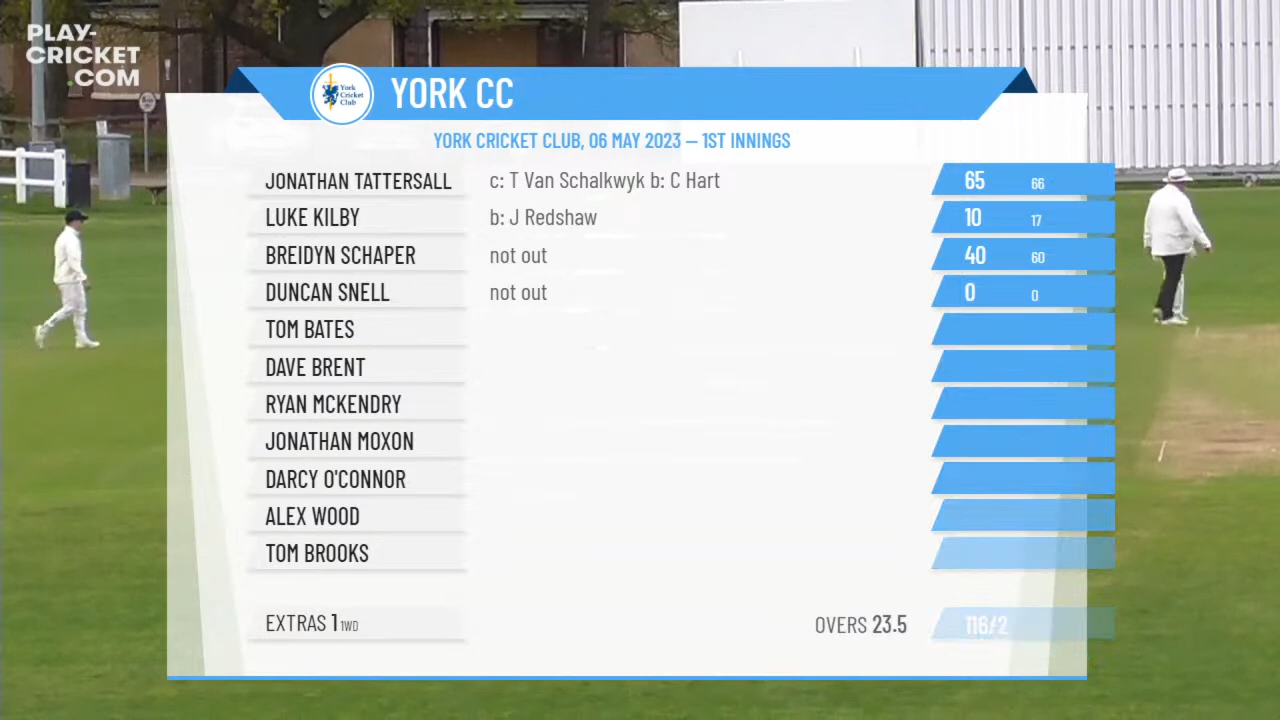 PLAY-
CRICKET
.COM
York
Cricket
Club
YORK CC
YORK CRICKET CLUB, 06 MAY 2023 – 1ST INNINGS
JONATHAN TATTERSALL c: T Van Schalkwyk b: C Hart 65 66
LUKE KILBY b: J Redshaw 10 17
BREIDYN SCHAPER not out 40 60
DUNCAN SNELL not out 0 0
TOM BATES
DAVE BRENT
RYAN MCKENDRY
JONATHAN MOXON
DARCY O'CONNOR
ALEX WOOD
TOM BROOKS
EXTRAS 1 1WD OVERS 23.5 116/2